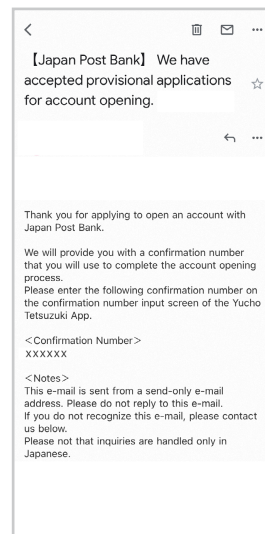 【Japan Post Bank】 We have
accepted provisional applications
for account opening.
Thank you for applying to open an account with
Japan Post Bank.
We will provide you with a confirmation number
that you will use to complete the account opening
process.
Please enter the following confirmation number on
the confirmation number input screen of the Yucho
Tetsuzuki App.
＜Confirmation Number＞
XXXXXX
＜Notes＞
This e-mail is sent from a send-only e-mail
address. Please do not reply to this e-mail.
If you do not recognize this e-mail, please contact
us below.
Please not that inquiries are handled only in
Japanese.